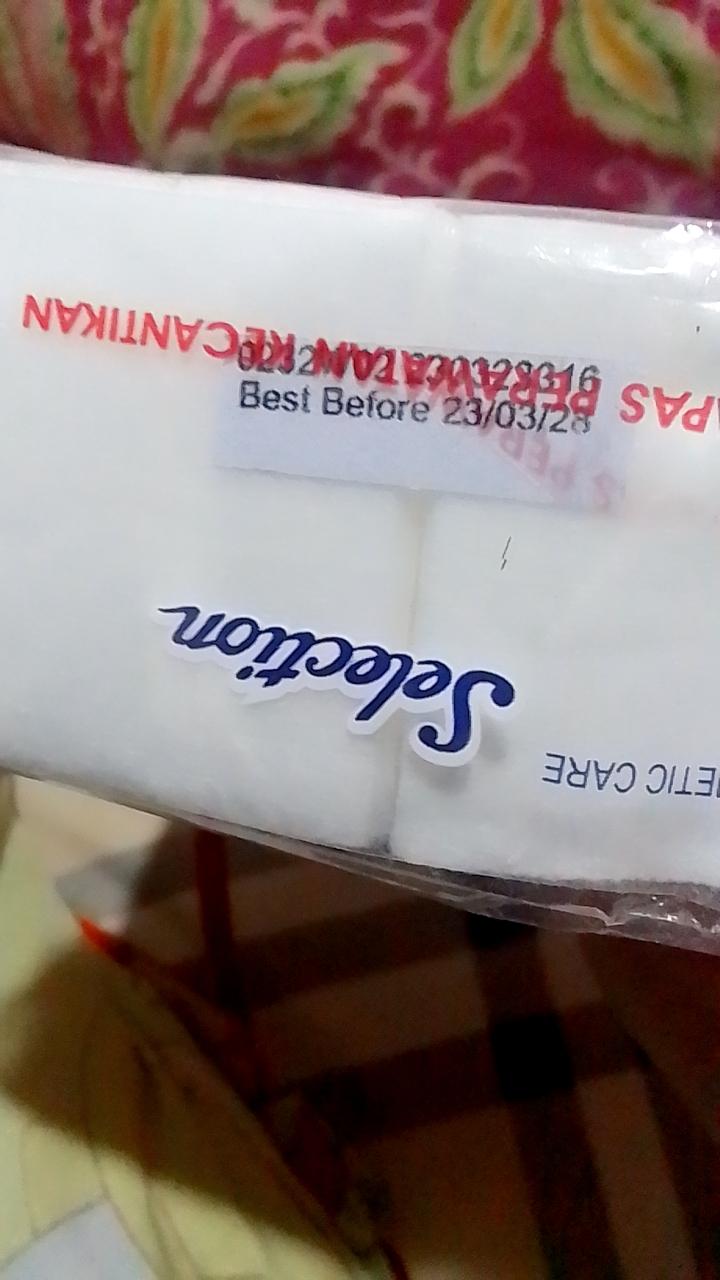 Best Before 23/03/28
KAPAS PERAWATAN KECANTIKAN
Selection
ETIC CARE